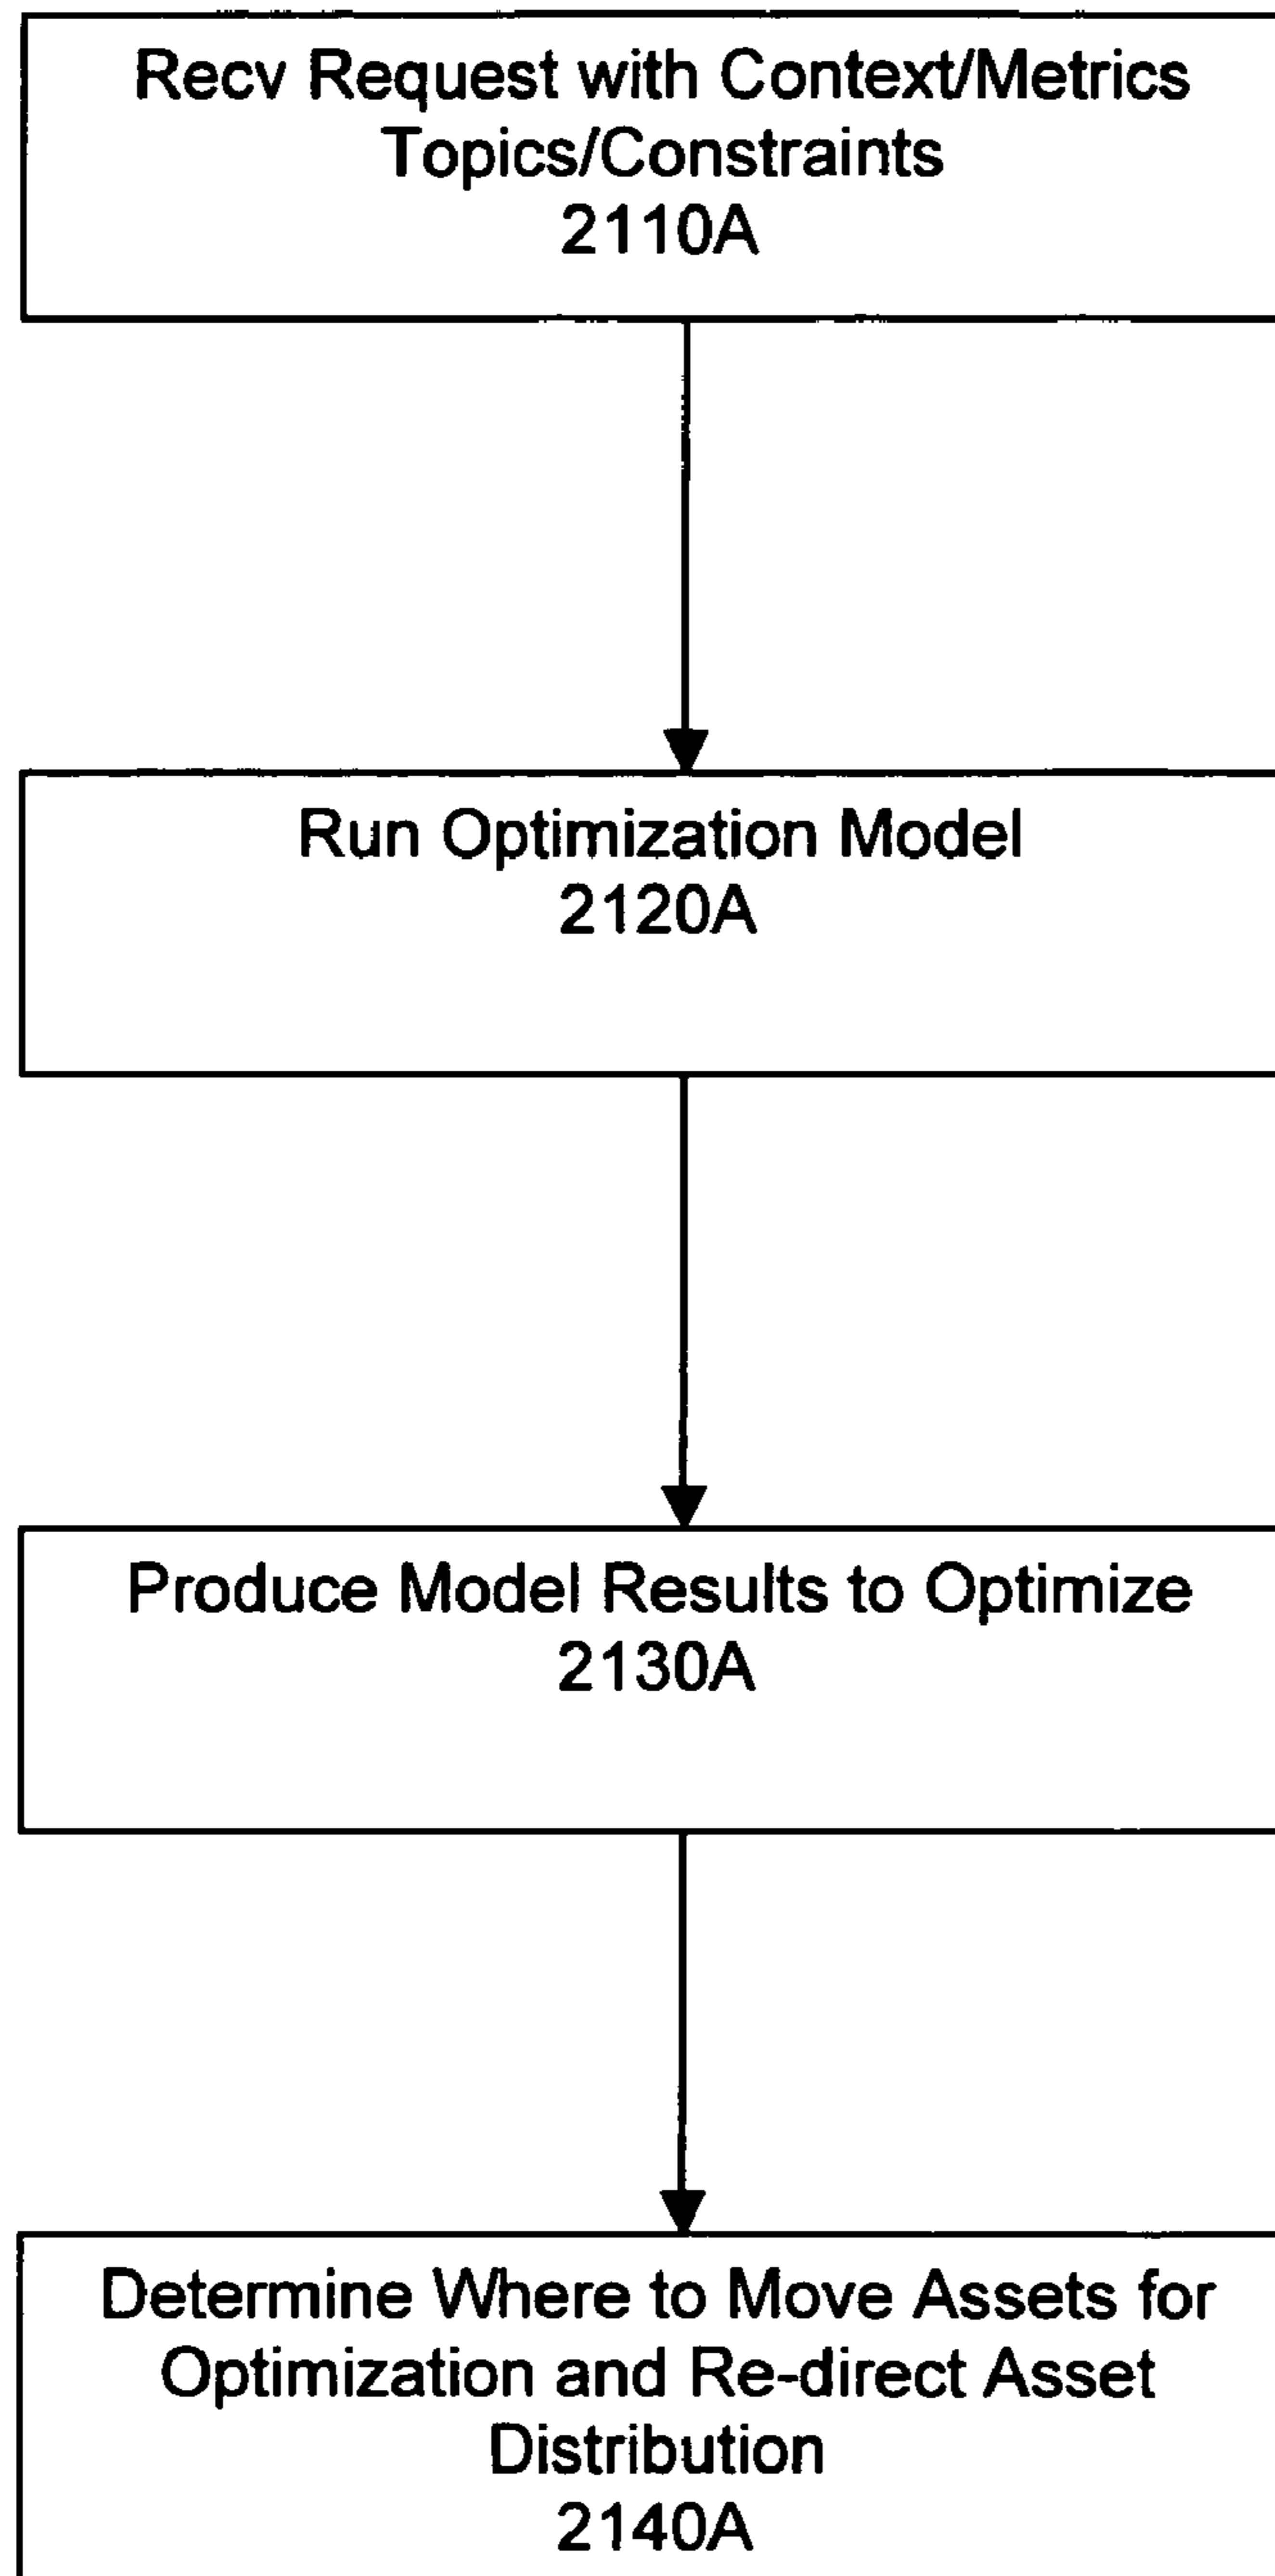 Recv Request with Context/Metrics
Topics/Constraints
2110A
Run Optimization Model
2120A
Produce Model Results to Optimize
2130A
Determine Where to Move Assets for
Optimization and Re-direct Asset
Distribution
2140A